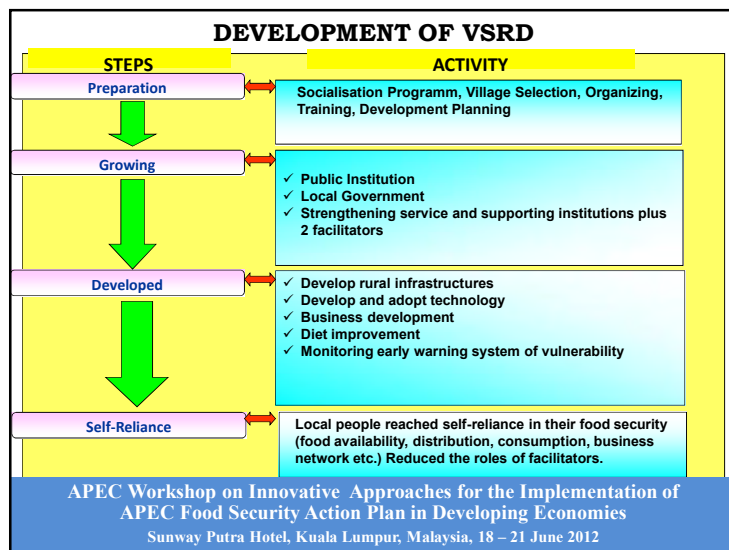 DEVELOPMENT OF VSRD
STEPS
ACTIVITY
Preparation
Socialisation Programm, Village Selection, Organizing,
Training, Development Planning
Growing
✓ Public Institution
✓ Local Government
✓ Strengthening service and supporting institutions plus
2 facilitators
Developed
✓ Develop rural infrastructures
✓ Develop and adopt technology
✓ Business development
✓ Diet improvement
✓ Monitoring early warning system of vulnerability
Self-Reliance
Local people reached self-reliance in their food security
(food availability, distribution, consumption, business
network etc.) Reduced the roles of facilitators.
APEC Workshop on Innovative Approaches for the Implementation of
APEC Food Security Action Plan in Developing Economies
Sunway Putra Hotel, Kuala Lumpur, Malaysia, 18 – 21 June 2012